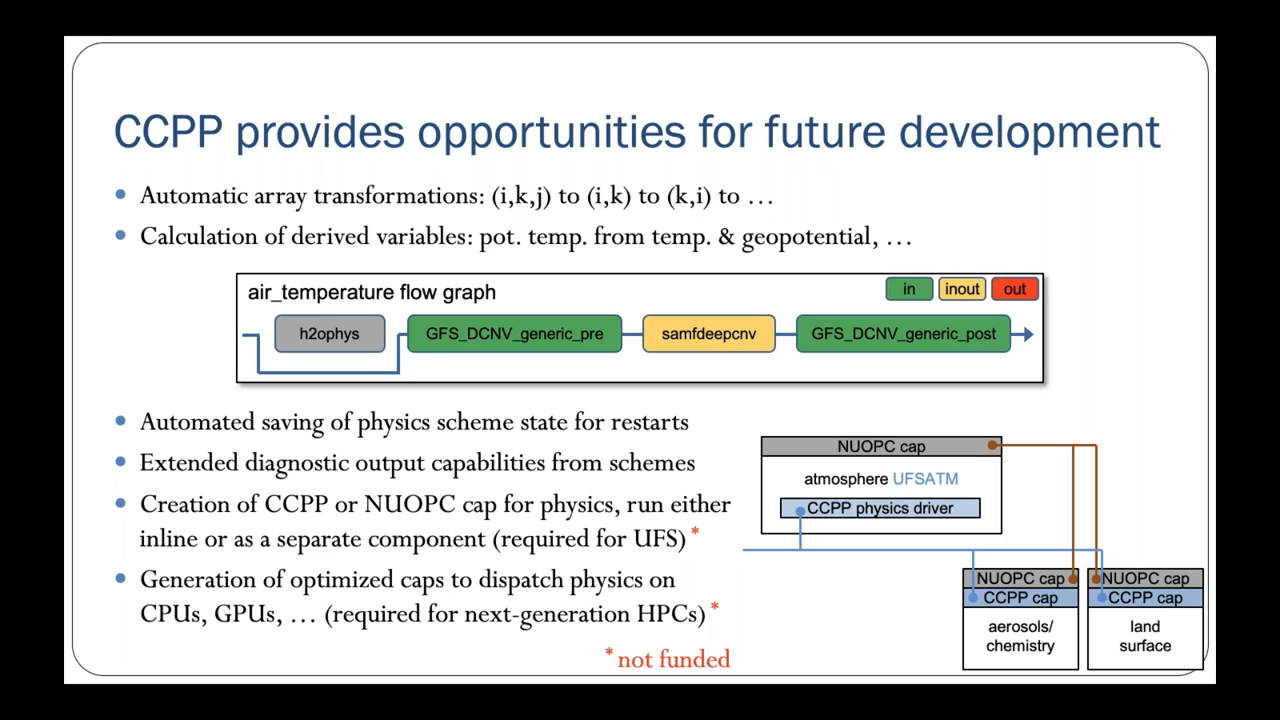 CCPP provides opportunities for future development
• Automatic array transformations: (i,k,j) to (i,k) to (k,i) to …
• Calculation of derived variables: pot. temp. from temp. & geopotential, …
air_temperature flow graph
in inout out
h2ophys GFS_DCNV_generic_pre samfdeepcnv GFS_DCNV_generic_post
• Automated saving of physics scheme state for restarts
• Extended diagnostic output capabilities from schemes
• Creation of CCPP or NUOPC cap for physics, run either
inline or as a separate component (required for UFS) *
• Generation of optimized caps to dispatch physics on
CPUs, GPUs, … (required for next-generation HPCs) *
* not funded
NUOPC cap
atmosphere UFSATM
CCPP physics driver
NUOPC cap
CCPP cap
aerosols/
chemistry
NUOPC cap
CCPP cap
land
surface